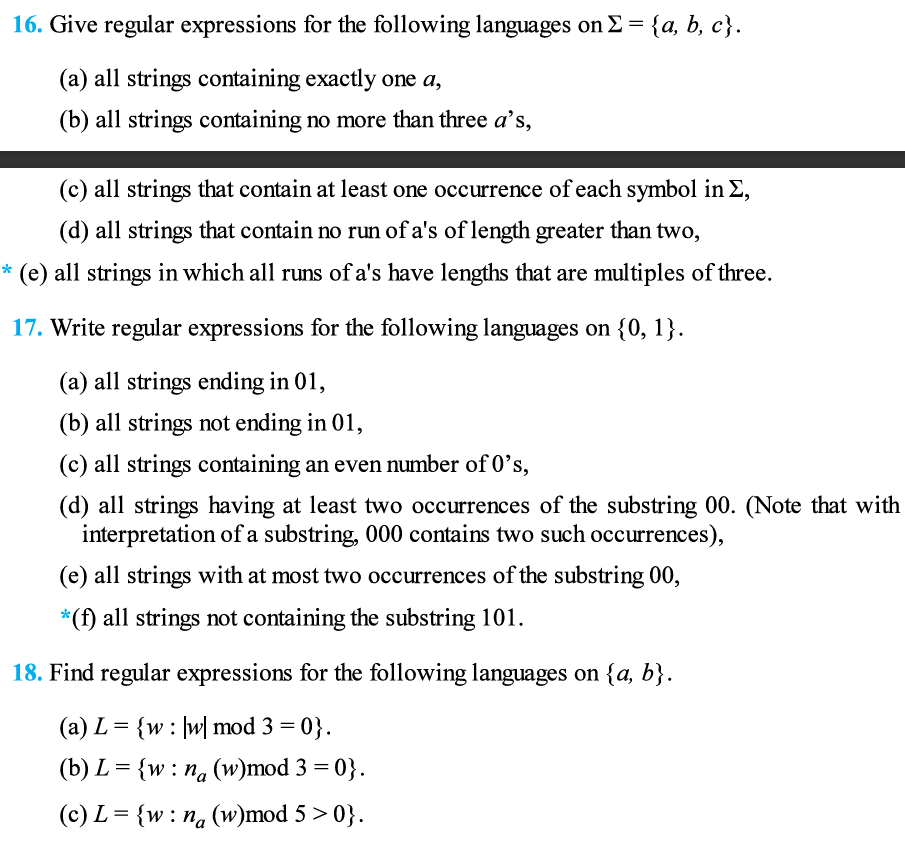 16. Give regular expressions for the following languages on Σ = {a, b, c}.
(a) all strings containing exactly one a,
(b) all strings containing no more than three a’s,
(c) all strings that contain at least one occurrence of each symbol in Σ,
(d) all strings that contain no run of a's of length greater than two,
* (e) all strings in which all runs of a's have lengths that are multiples of three.
17. Write regular expressions for the following languages on {0, 1}.
(a) all strings ending in 01,
(b) all strings not ending in 01,
(c) all strings containing an even number of 0’s,
(d) all strings having at least two occurrences of the substring 00. (Note that with
interpretation of a substring, 000 contains two such occurrences),
(e) all strings with at most two occurrences of the substring 00,
*(f) all strings not containing the substring 101.
18. Find regular expressions for the following languages on {a, b}.
(a) L = {w : |w| mod 3 = 0}.
(b) L = {w : nₐ (w)mod 3 = 0}.
(c) L = {w : nₐ (w)mod 5 > 0}.